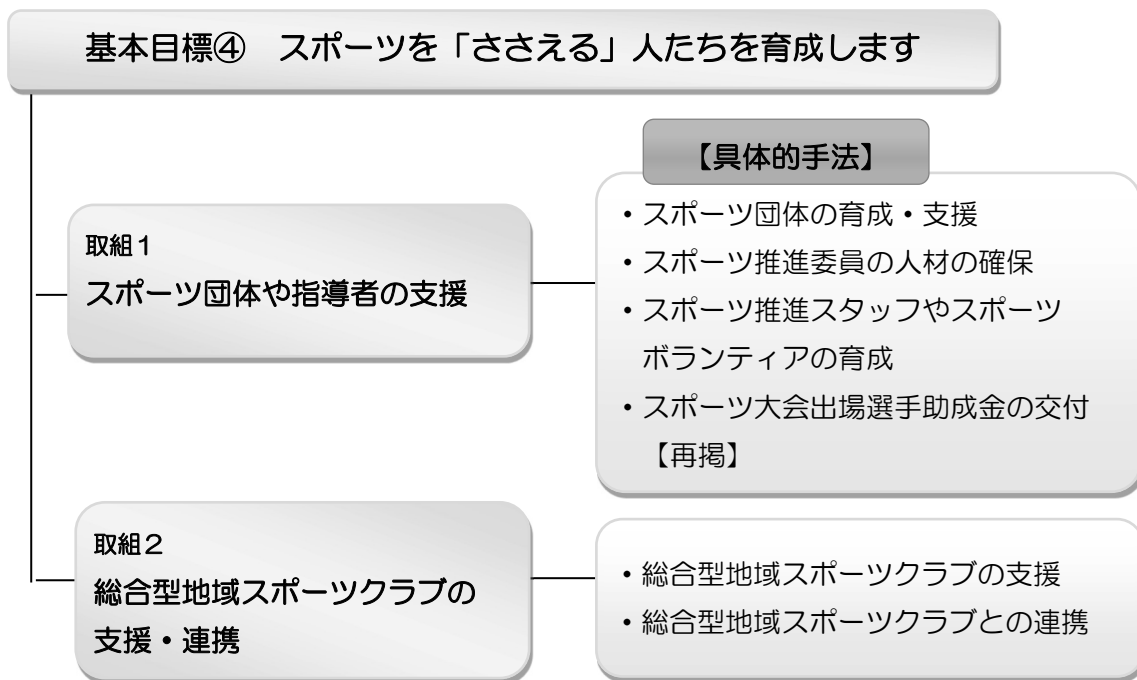 基本目標④　スポーツを「ささえる」人たちを育成します
【具体的手法】
取組１
スポーツ団体や指導者の支援
・スポーツ団体の育成・支援
・スポーツ推進委員の人材の確保
・スポーツ推進スタッフやスポーツ
ボランティアの育成
・スポーツ大会出場選手助成金の交付
【再掲】
取組２
総合型地域スポーツクラブの
支援・連携
・総合型地域スポーツクラブの支援
・総合型地域スポーツクラブとの連携